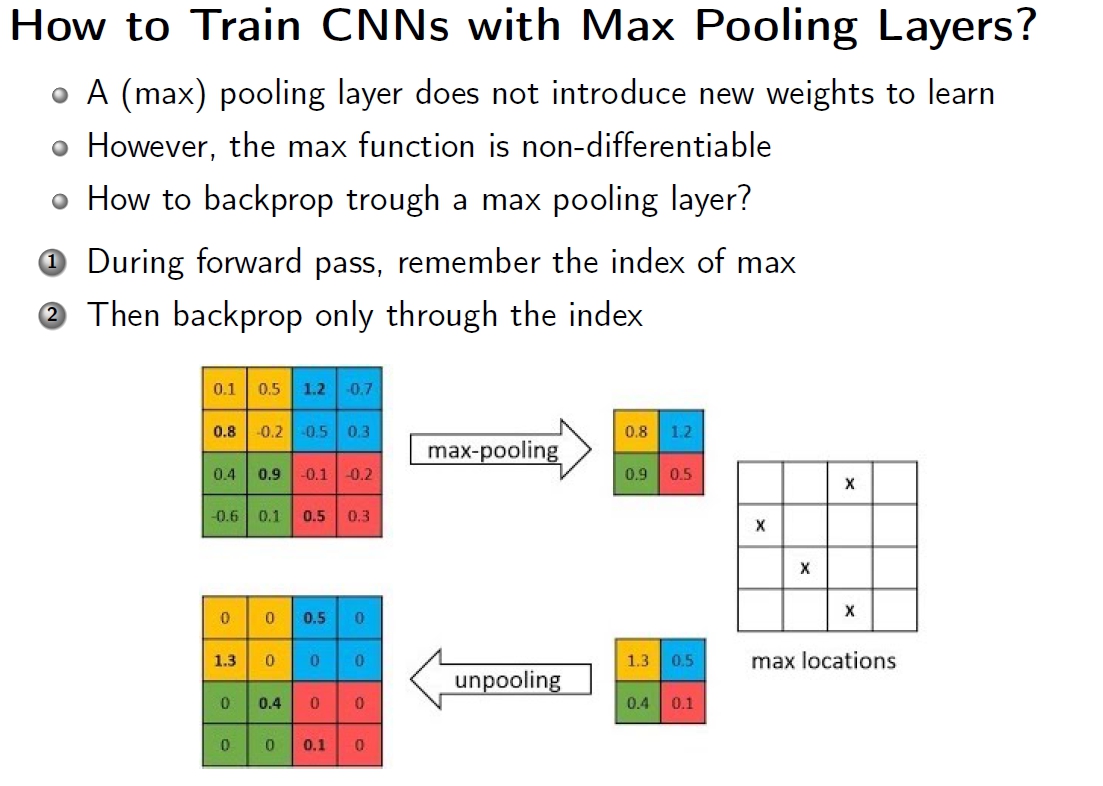 How to Train CNNs with Max Pooling Layers?
A (max) pooling layer does not introduce new weights to learn
However, the max function is non-differentiable
How to backprop trough a max pooling layer?
1 During forward pass, remember the index of max
2 Then backprop only through the index
0.1 0.5 1.2 -0.7
0.8 -0.2 -0.5 0.3
0.4 0.9 -0.1 -0.2
-0.6 0.1 0.5 0.3
max-pooling
0.8 1.2
0.9 0.5
x
x
x
x
max locations
0 0 0.5 0
1.3 0 0 0
0 0.4 0 0
0 0 0.1 0
unpooling
1.3 0.5
0.4 0.1